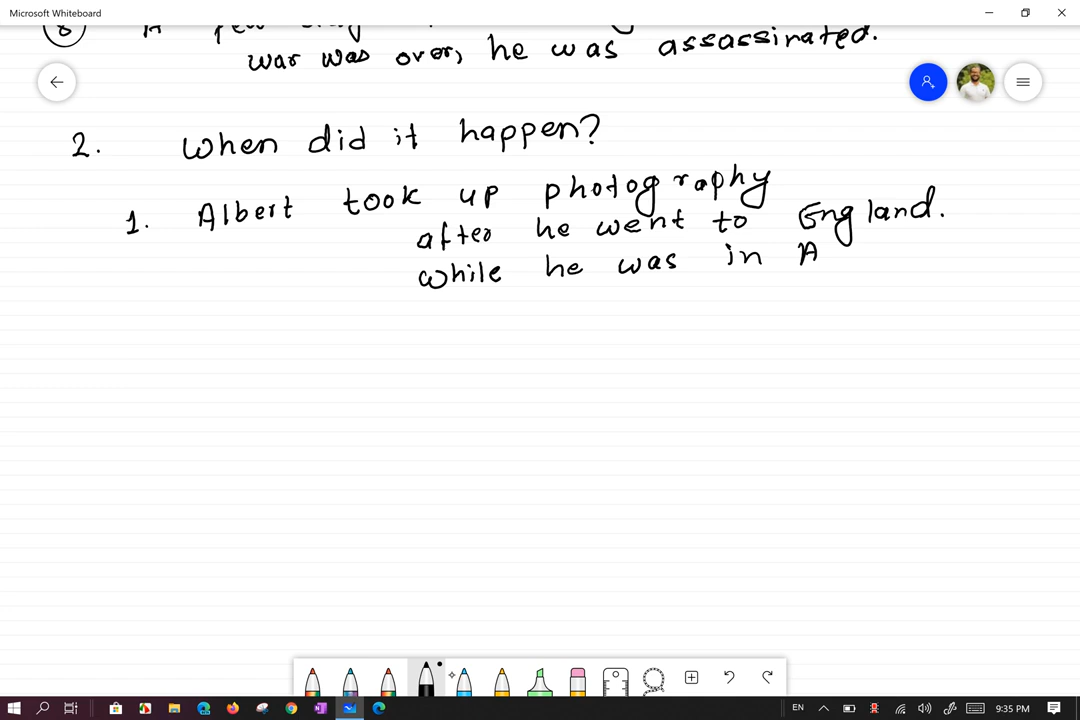 Microsoft Whiteboard
8 A
war was over, he was assassinated.
2. When did it happen?
1. Albert took up photography
after he went to England.
while he was in A
EN 9:35 PM